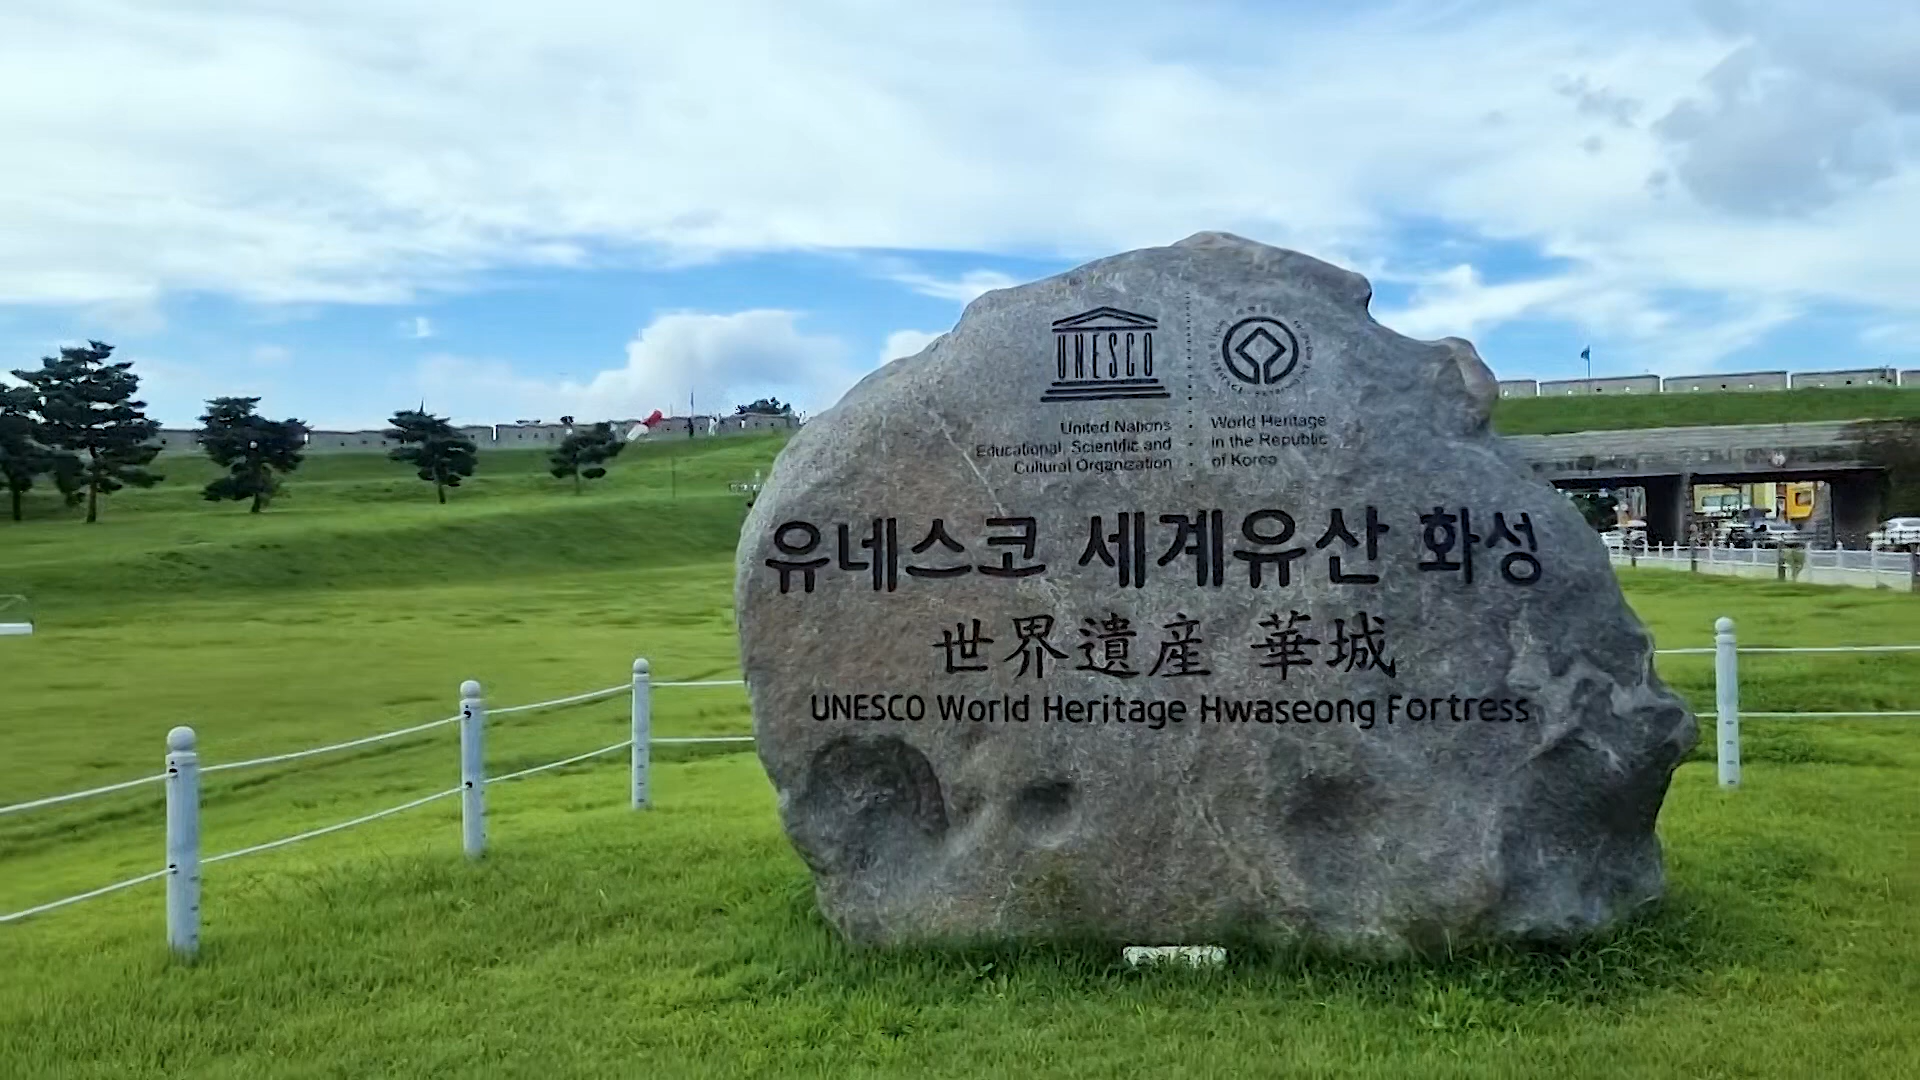 UNESCO
United Nations
Educational, Scientific and
Cultural Organization
World Heritage
in the Republic
of Korea
유네스코 세계유산 화성
世界遺産 華城
UNESCO World Heritage Hwaseong Fortress